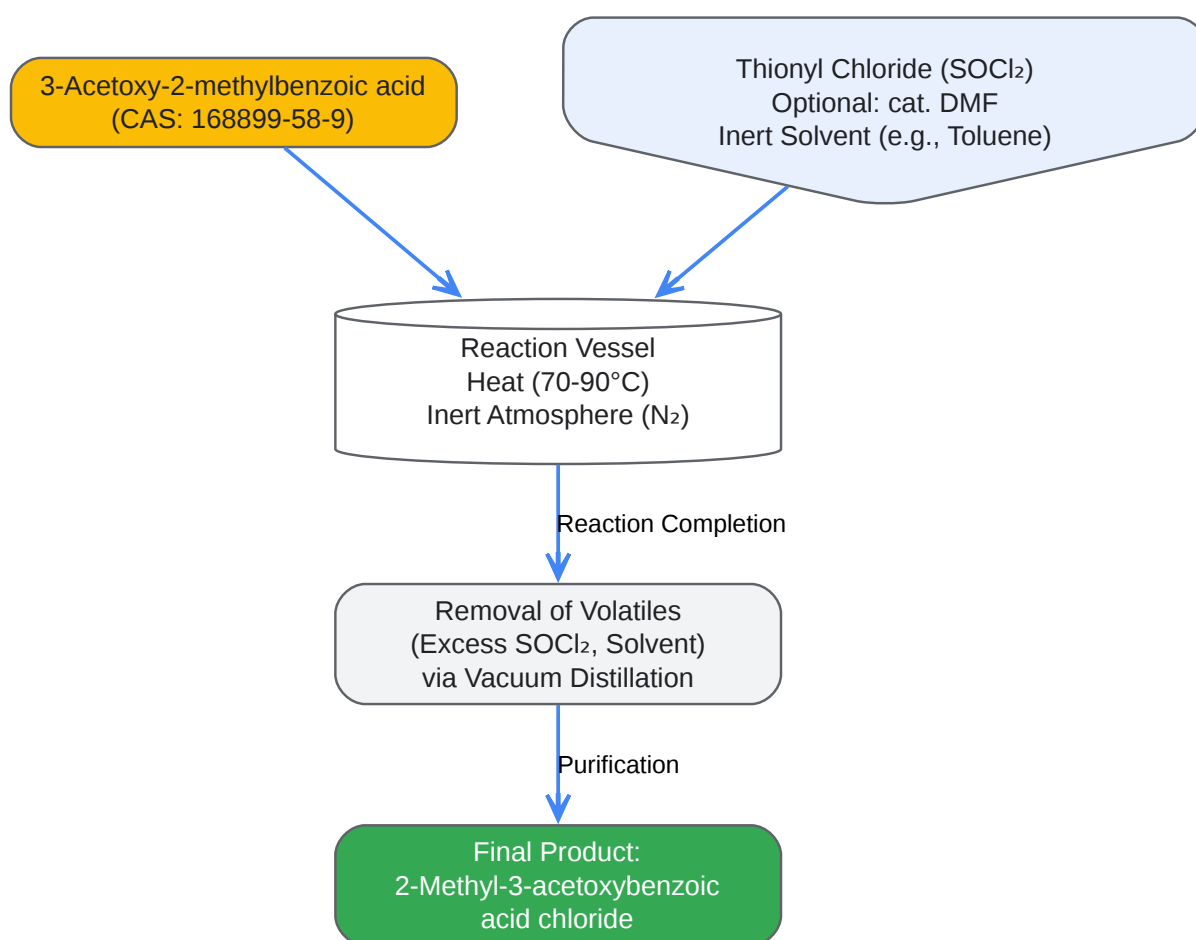 3-Acetoxy-2-methylbenzoic acid
(CAS: 168899-58-9)
Thionyl Chloride (SOCl₂)
Optional: cat. DMF
Inert Solvent (e.g., Toluene)
Reaction Vessel
Heat (70-90°C)
Inert Atmosphere (N₂)
Reaction Completion
Removal of Volatiles
(Excess SOCl₂, Solvent)
via Vacuum Distillation
Purification
Final Product:
2-Methyl-3-acetoxybenzoic
acid chloride